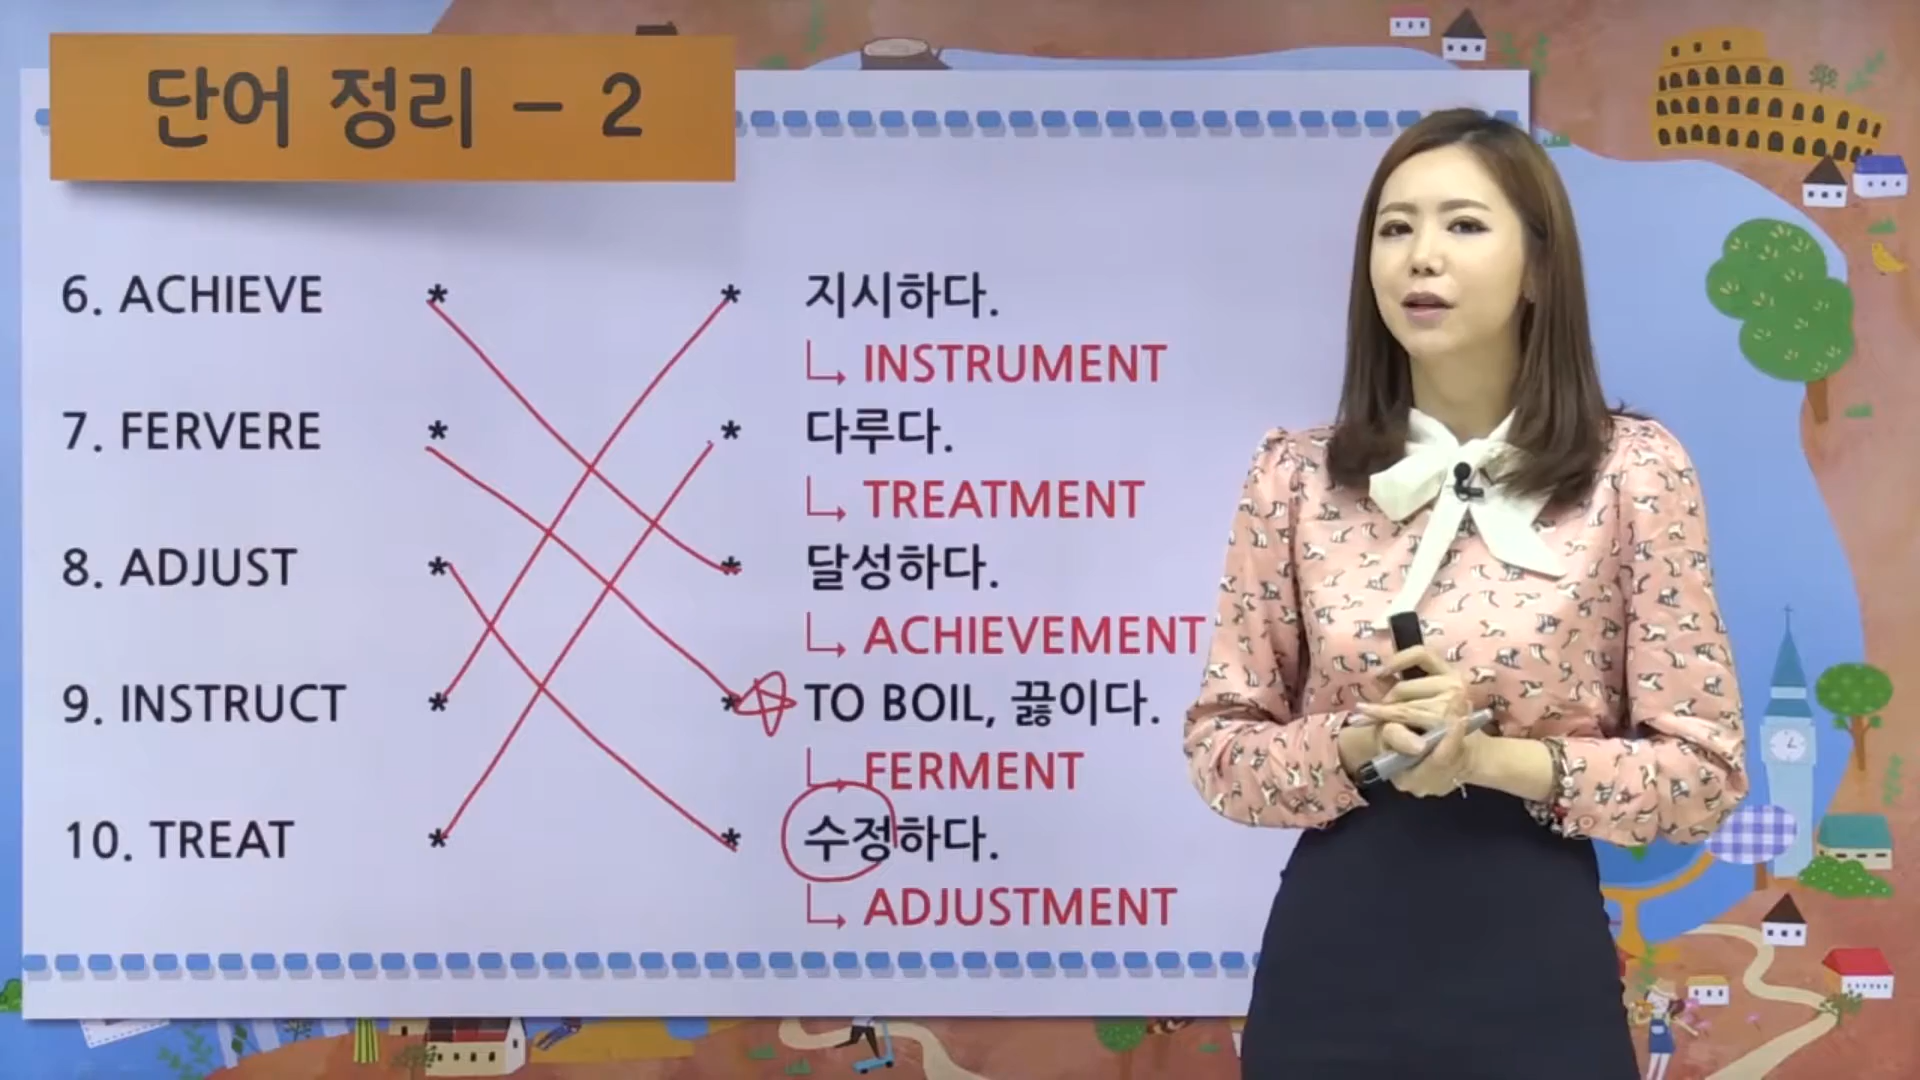 단어 정리 - 2
6. ACHIEVE * * 지시하다.
↳ INSTRUMENT
7. FERVERE * * 다루다.
↳ TREATMENT
8. ADJUST * * 달성하다.
↳ ACHIEVEMENT
9. INSTRUCT * * TO BOIL, 끓이다.
↳ FERMENT
10. TREAT * * 수정하다.
↳ ADJUSTMENT